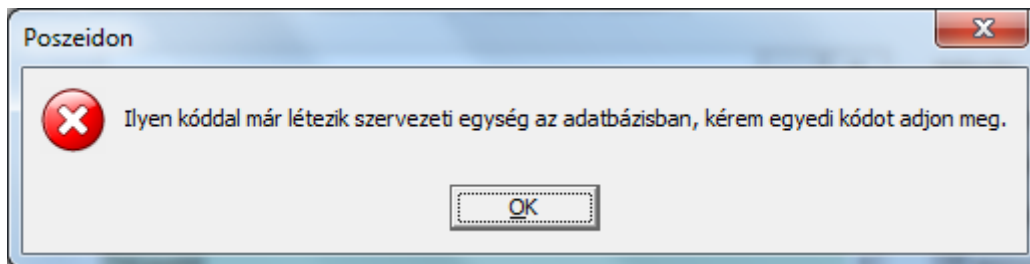 Poszeidon
Ilyen kóddal már létezik szervezeti egység az adatbázisban, kérem egyedi kódot adjon meg.
OK